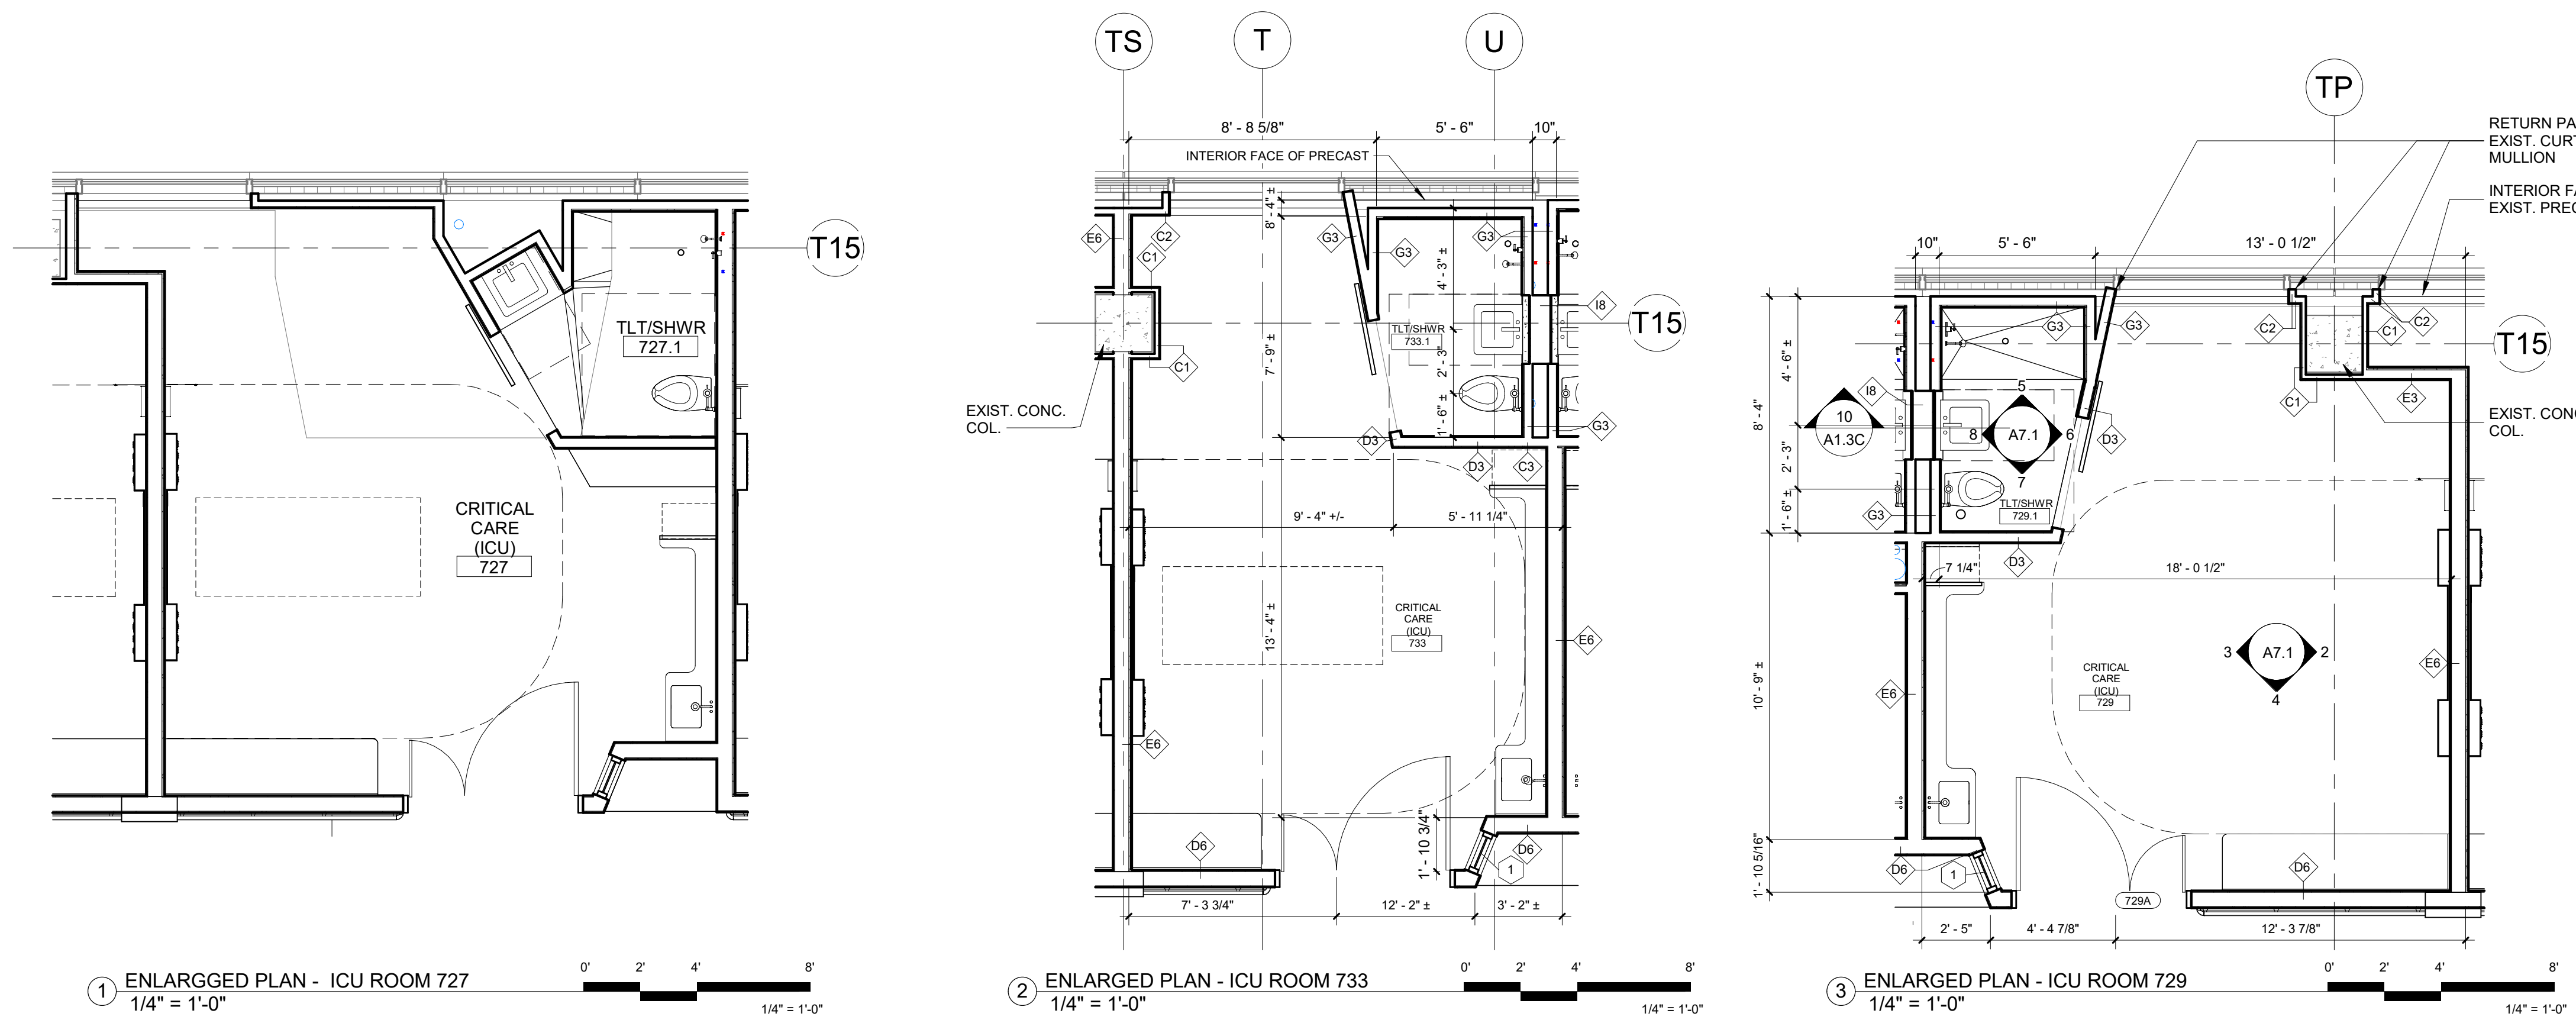 T15
TLT/SHWR
727.1
CRITICAL
CARE
(ICU)
727
1
ENLARGGED PLAN - ICU ROOM 727
1/4" = 1'-0"
0' 2' 4' 8'
1/4" = 1'-0"
TS T U
8' - 8 5/8" 5' - 6" 10"
INTERIOR FACE OF PRECAST
8' - 4" ±
E6
C2
C1
G3
G3
G3
4' - 3" ±
I8
T15
TLT/SHWR
733.1
7' - 9" ±
2' - 3" ±
C1
EXIST. CONC.
COL.
1' - 6" ±
G3
D3
D3
C3
9' - 4" +/- 5' - 11 1/4"
13' - 4" ±
CRITICAL
CARE
(ICU)
733
E6
E6
D6
1' - 10 3/4"
D6
1
7' - 3 3/4" 12' - 2" ± 3' - 2" ±
2
ENLARGED PLAN - ICU ROOM 733
1/4" = 1'-0"
0' 2' 4' 8'
1/4" = 1'-0"
TP
RETURN PA
EXIST. CURT
MULLION
INTERIOR FA
EXIST. PREC
10" 5' - 6" 13' - 0 1/2"
G3
G3
C2
C1
C2
T15
4' - 6" ±
8' - 4"
I8
10
A1.3C
5
8 A7.1 6
7
D3
C1
E3
EXIST. CONC
COL.
2' - 3"
TLT/SHWR
729.1
1' - 6" ±
G3
D3
7 1/4" 18' - 0 1/2"
10' - 9" ±
CRITICAL
CARE
(ICU)
729
3 A7.1 2
4
E6
E6
1' - 10 5/16"
D6
1
D6
729A
2' - 5" 4' - 4 7/8" 12' - 3 7/8"
3
ENLARGED PLAN - ICU ROOM 729
1/4" = 1'-0"
0' 2' 4' 8'
1/4" = 1'-0"